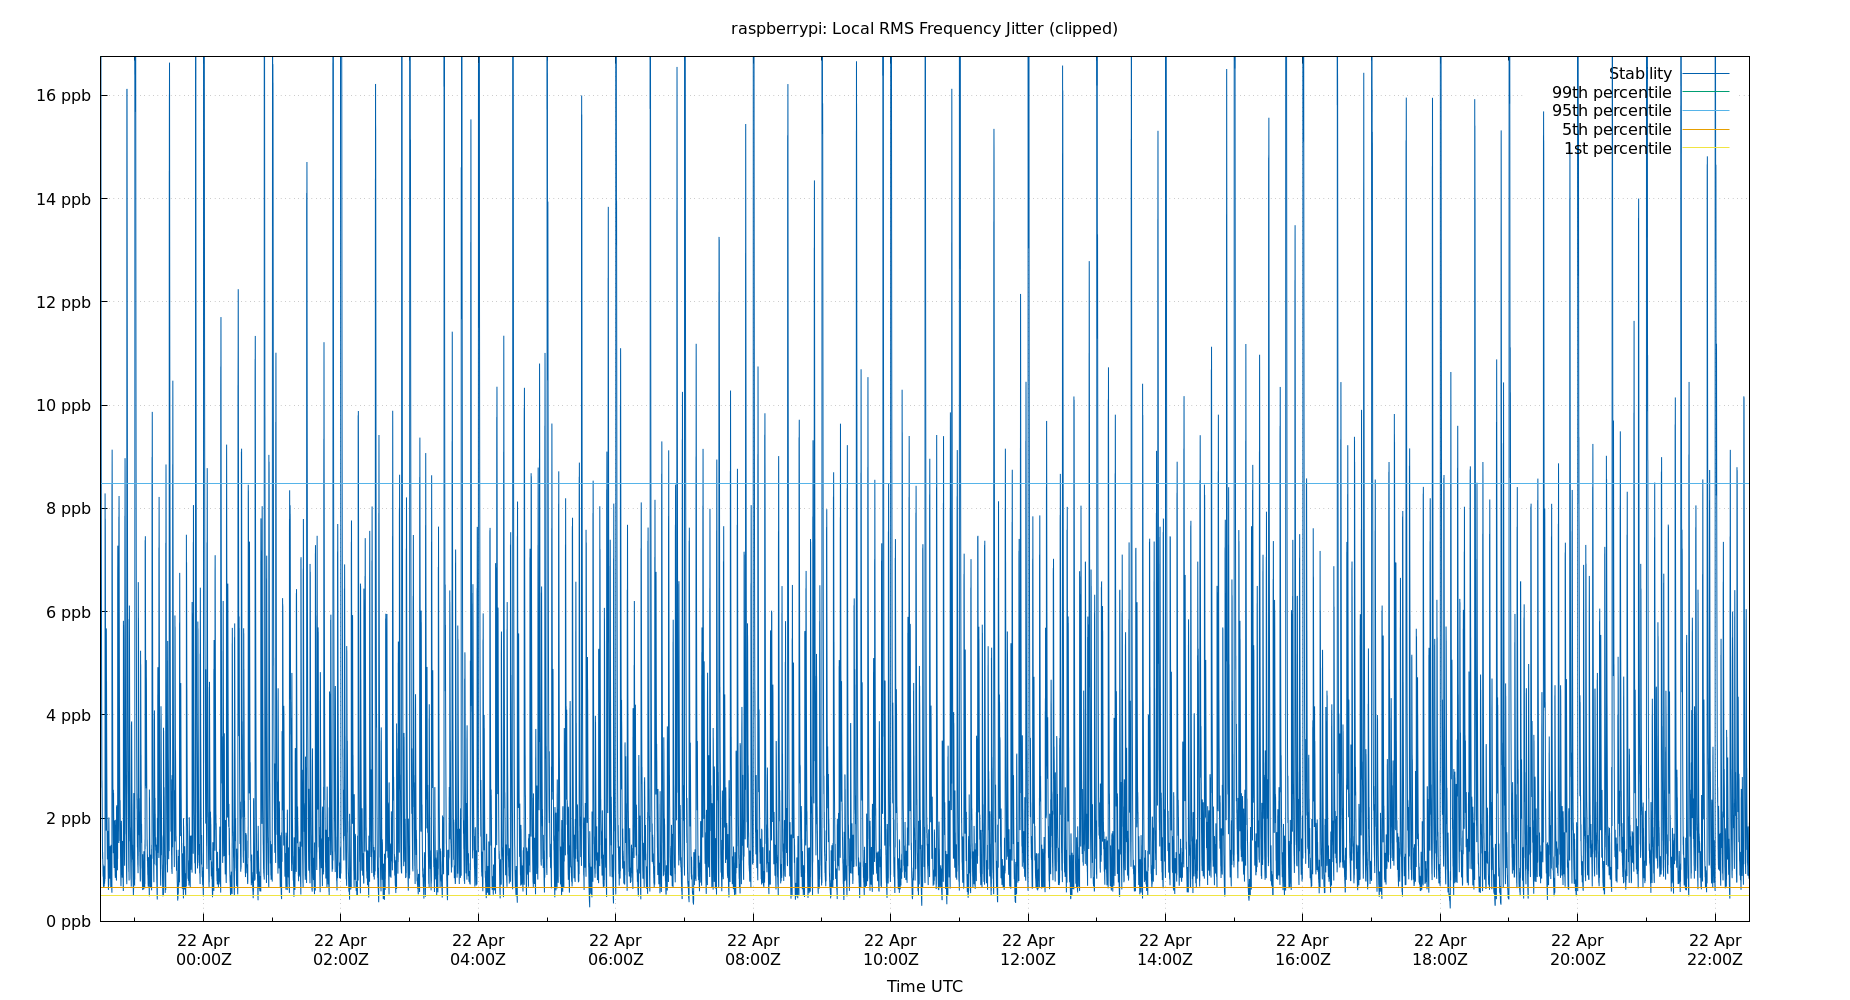 raspberrypi: Local RMS Frequency Jitter (clipped)
Stability
99th percentile
95th percentile
5th percentile
1st percentile
16 ppb
14 ppb
12 ppb
10 ppb
8 ppb
6 ppb
4 ppb
2 ppb
0 ppb
22 Apr 22 Apr 22 Apr 22 Apr 22 Apr 22 Apr 22 Apr 22 Apr 22 Apr 22 Apr 22 Apr 22 Apr
00:00Z 02:00Z 04:00Z 06:00Z 08:00Z 10:00Z 12:00Z 14:00Z 16:00Z 18:00Z 20:00Z 22:00Z
Time UTC